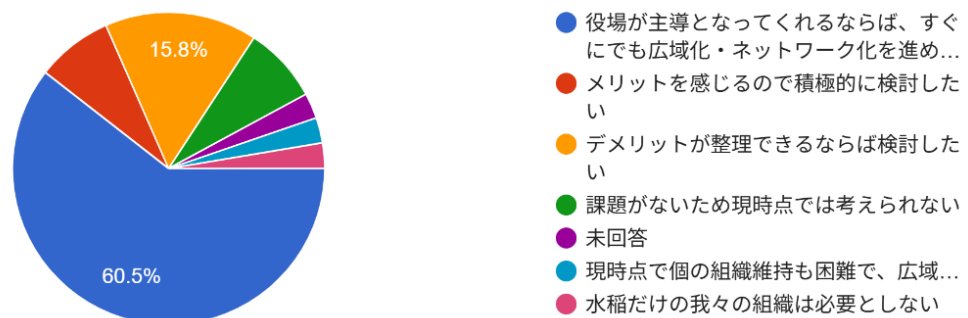 15.8%
60.5%
役場が主導となってくれるならば、すぐ
にでも広域化・ネットワーク化を進め…
メリットを感じるので積極的に検討した
い
デメリットが整理できるならば検討した
い
課題がないため現時点では考えられない
未回答
現時点で個の組織維持も困難で、広域…
水稲だけの我々の組織は必要としない